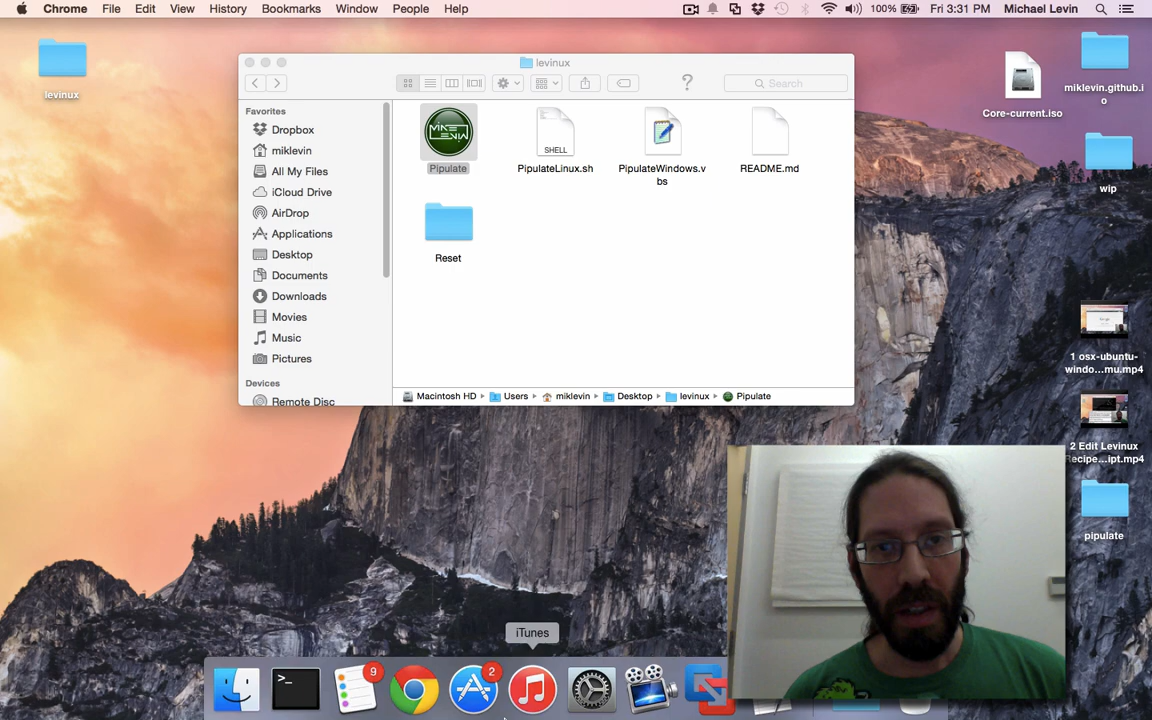 Chrome File Edit View History Bookmarks Window People Help 100% Fri 3:31 PM Michael Levin
levinux
levinux
Search
Favorites
Dropbox
miklevin
All My Files
iCloud Drive
AirDrop
Applications
Desktop
Documents
Downloads
Movies
Music
Pictures
Devices
Remote Disc
MIKE
LEVIN
Pipulate
SHELL
PipulateLinux.sh
PipulateWindows.v
bs
README.md
Reset
Macintosh HD Users miklevin Desktop levinux Pipulate
Core-current.iso
miklevin.github.i
o
wip
1 osx-ubuntu-
windo...mu.mp4
2 Edit Levinux
Recipe...ipt.mp4
pipulate
iTunes
>_
9
2